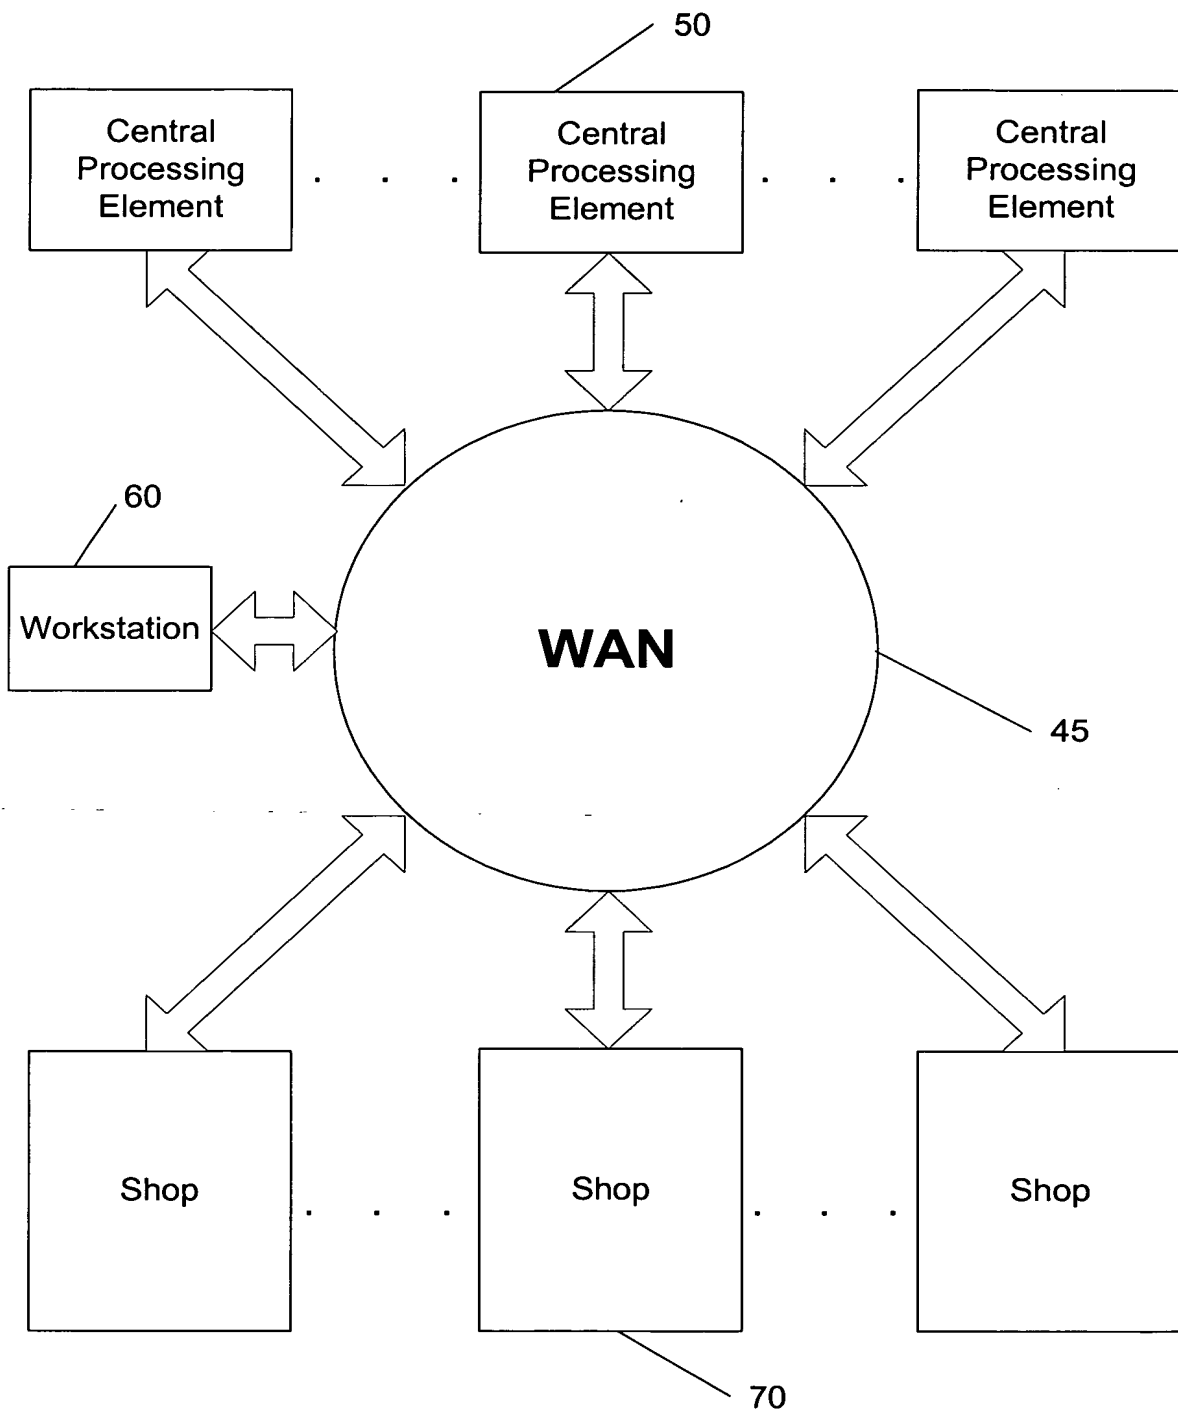 50
Central
Processing
Element
Central
Processing
Element
Central
Processing
Element
60
Workstation
WAN
45
Shop
Shop
Shop
70